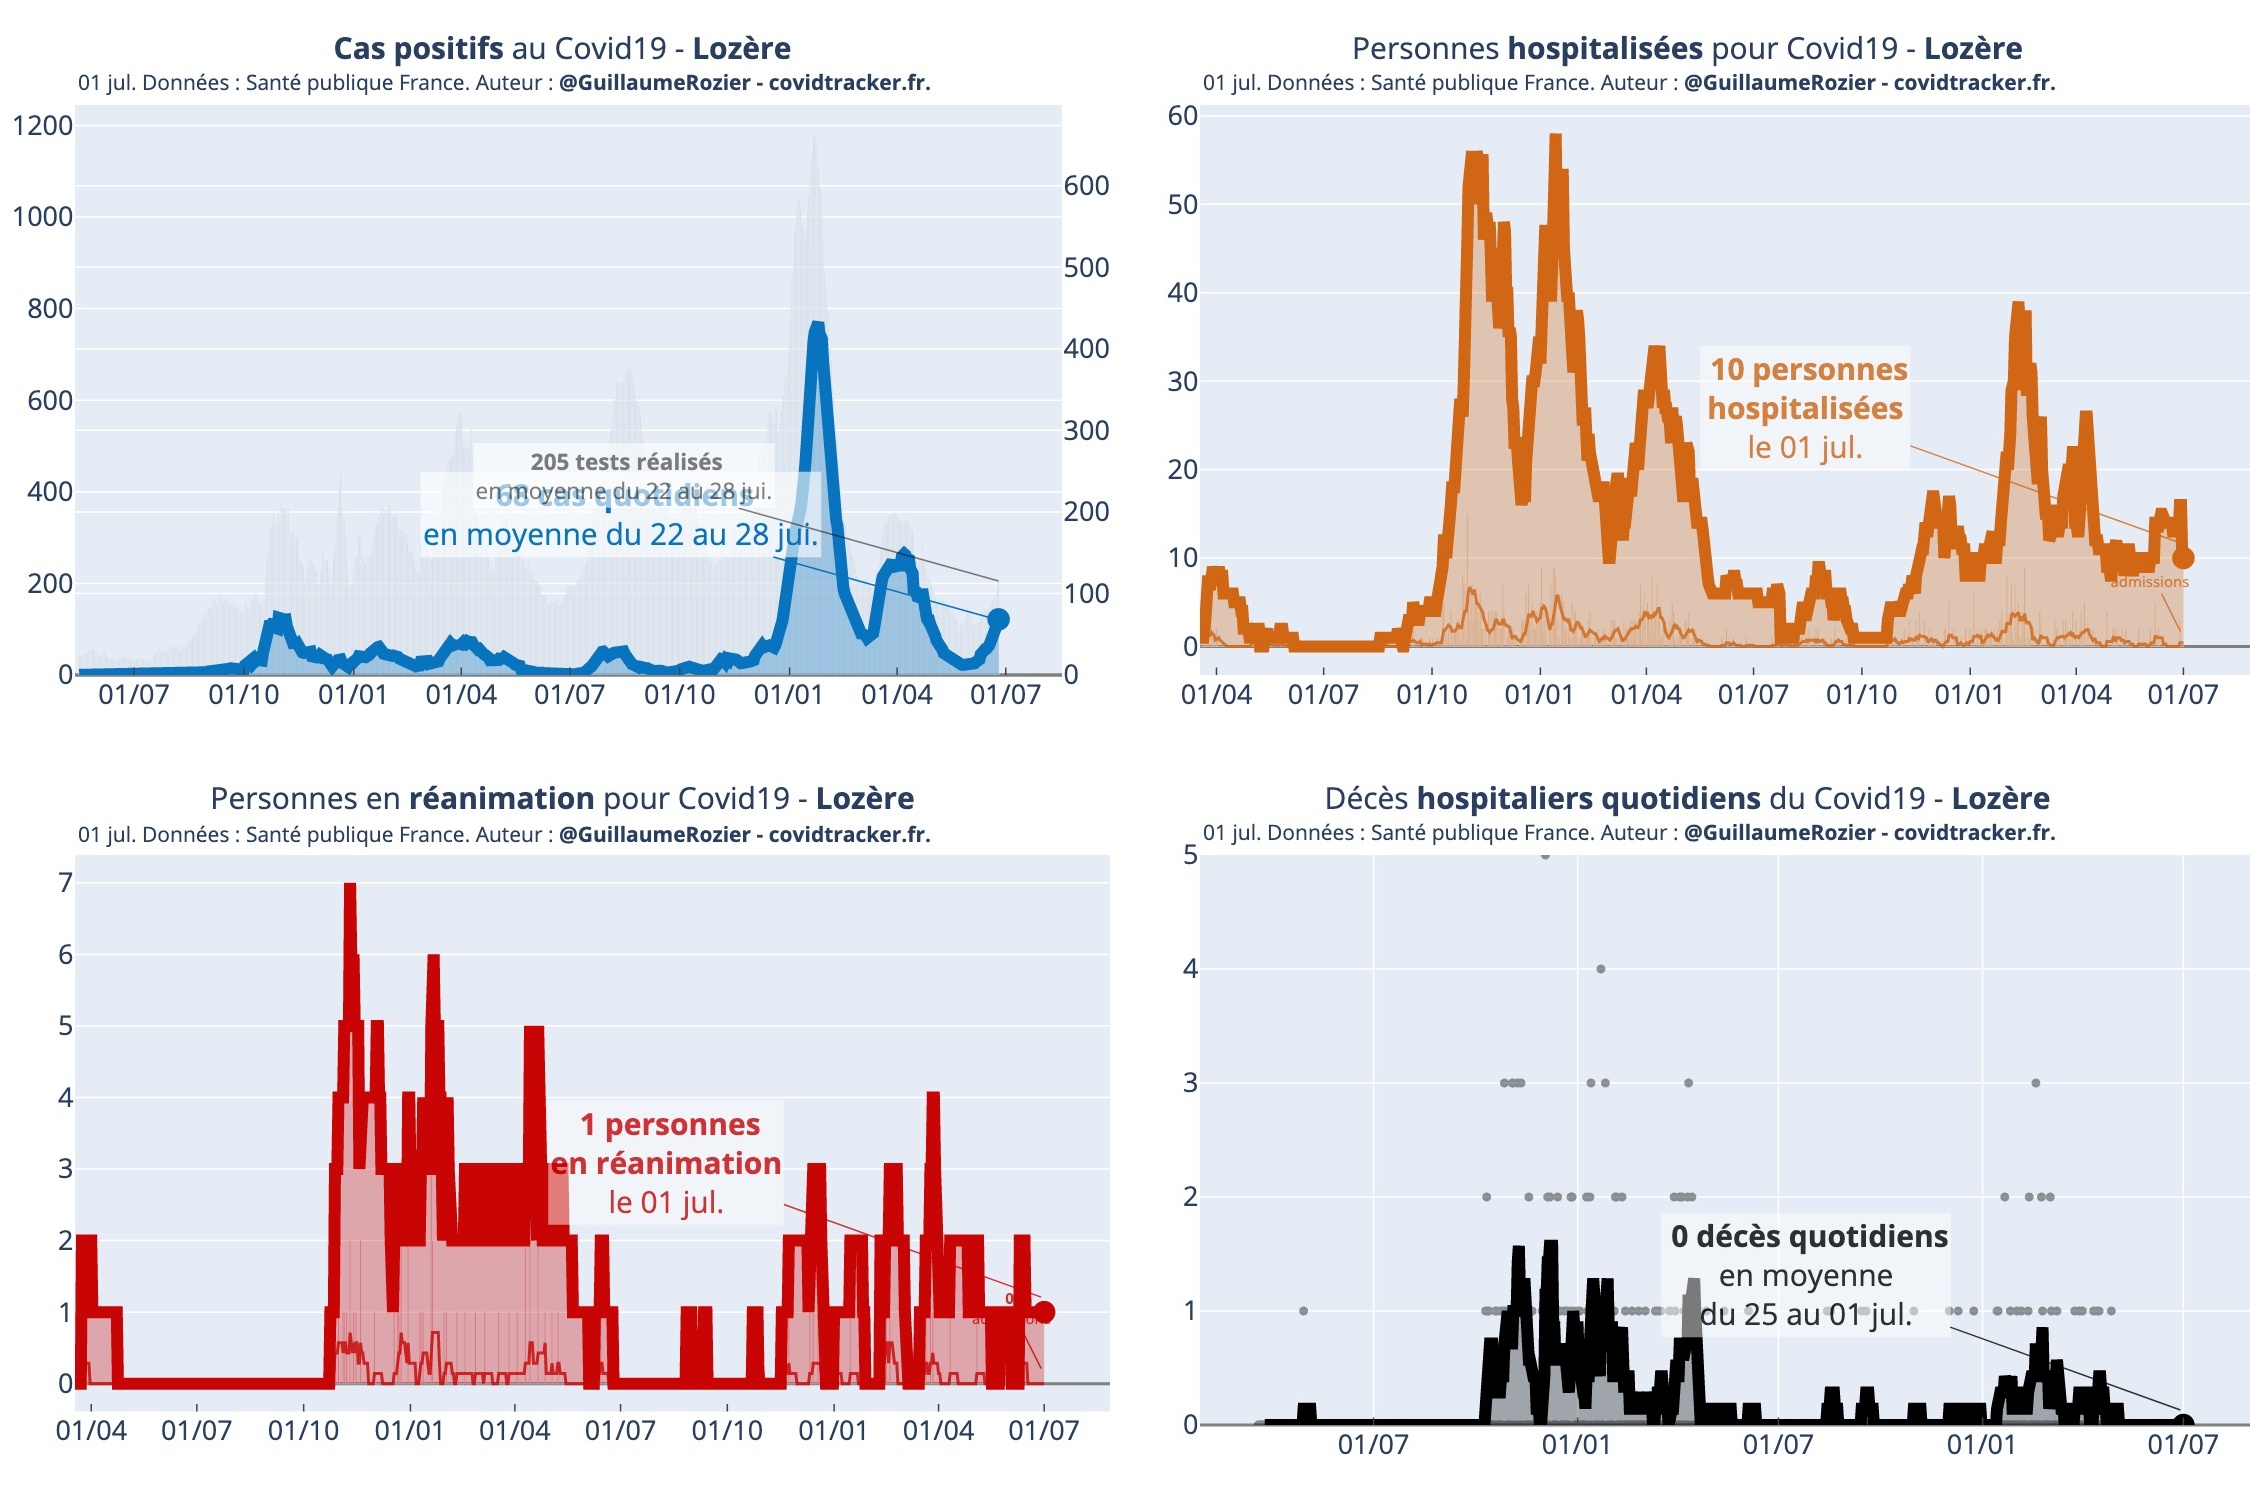 Cas positifs au Covid19 - Lozère
01 jul. Données : Santé publique France. Auteur : @GuillaumeRozier - covidtracker.fr.
1200
1000
800
600
400
200
0
600
500
400
300
200
100
0
205 tests réalisés
en moyenne du 22 au 28 jui.
68 cas quotidiens
en moyenne du 22 au 28 jui.
01/07 01/10 01/01 01/04 01/07 01/10 01/01 01/04 01/07
Personnes hospitalisées pour Covid19 - Lozère
01 jul. Données : Santé publique France. Auteur : @GuillaumeRozier - covidtracker.fr.
60
50
40
30
20
10
0
10 personnes
hospitalisées
le 01 jul.
admissions
01/04 01/07 01/10 01/01 01/04 01/07 01/10 01/01 01/04 01/07
Personnes en réanimation pour Covid19 - Lozère
01 jul. Données : Santé publique France. Auteur : @GuillaumeRozier - covidtracker.fr.
7
6
5
4
3
2
1
0
1 personnes
en réanimation
le 01 jul.
0
01/04 01/07 01/10 01/01 01/04 01/07 01/10 01/01 01/04 01/07
Décès hospitaliers quotidiens du Covid19 - Lozère
01 jul. Données : Santé publique France. Auteur : @GuillaumeRozier - covidtracker.fr.
5
4
3
2
1
0
0 décès quotidiens
en moyenne
du 25 au 01 jul.
01/07 01/01 01/07 01/01 01/07